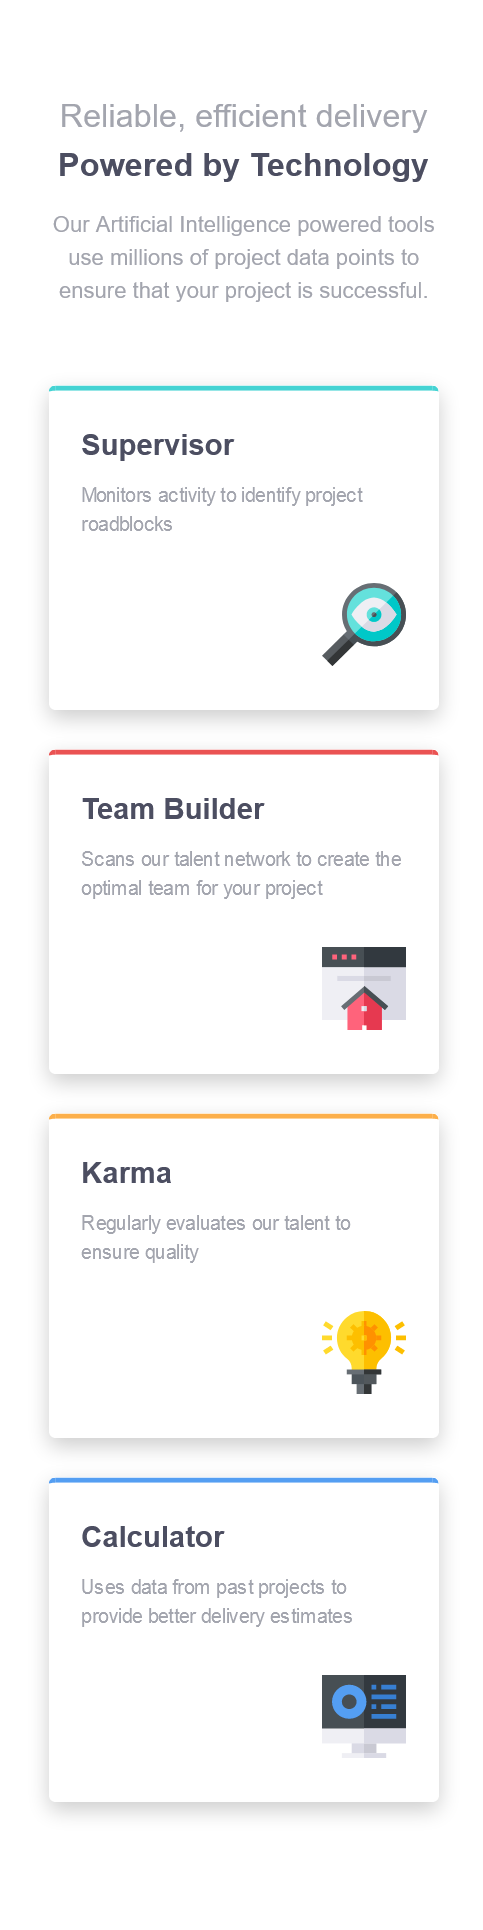 Reliable, efficient delivery
Powered by Technology
Our Artificial Intelligence powered tools
use millions of project data points to
ensure that your project is successful.
Supervisor
Monitors activity to identify project
roadblocks
Team Builder
Scans our talent network to create the
optimal team for your project
Karma
Regularly evaluates our talent to
ensure quality
Calculator
Uses data from past projects to
provide better delivery estimates